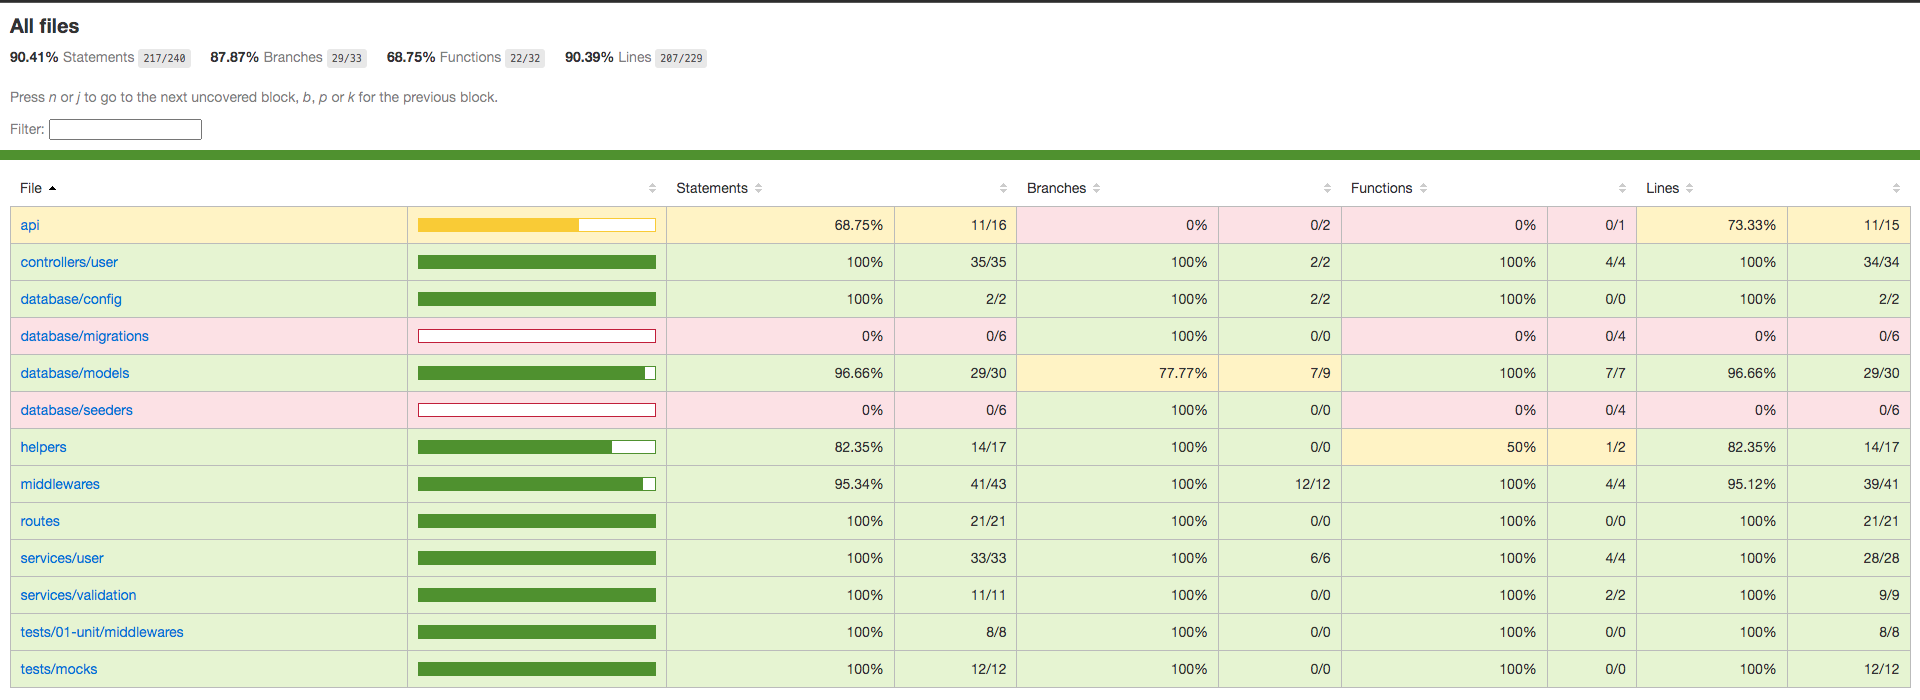 All files
90.41% Statements 217/240 87.87% Branches 29/33 68.75% Functions 22/32 90.39% Lines 207/229
Press n or j to go to the next uncovered block, b, p or k for the previous block.
Filter:
File Statements Branches Functions Lines
api 68.75% 11/16 0% 0/2 0% 0/1 73.33% 11/15
controllers/user 100% 35/35 100% 2/2 100% 4/4 100% 34/34
database/config 100% 2/2 100% 2/2 100% 0/0 100% 2/2
database/migrations 0% 0/6 100% 0/0 0% 0/4 0% 0/6
database/models 96.66% 29/30 77.77% 7/9 100% 7/7 96.66% 29/30
database/seeders 0% 0/6 100% 0/0 0% 0/4 0% 0/6
helpers 82.35% 14/17 100% 0/0 50% 1/2 82.35% 14/17
middlewares 95.34% 41/43 100% 12/12 100% 4/4 95.12% 39/41
routes 100% 21/21 100% 0/0 100% 0/0 100% 21/21
services/user 100% 33/33 100% 6/6 100% 4/4 100% 28/28
services/validation 100% 11/11 100% 0/0 100% 2/2 100% 9/9
tests/01-unit/middlewares 100% 8/8 100% 0/0 100% 0/0 100% 8/8
tests/mocks 100% 12/12 100% 0/0 100% 0/0 100% 12/12